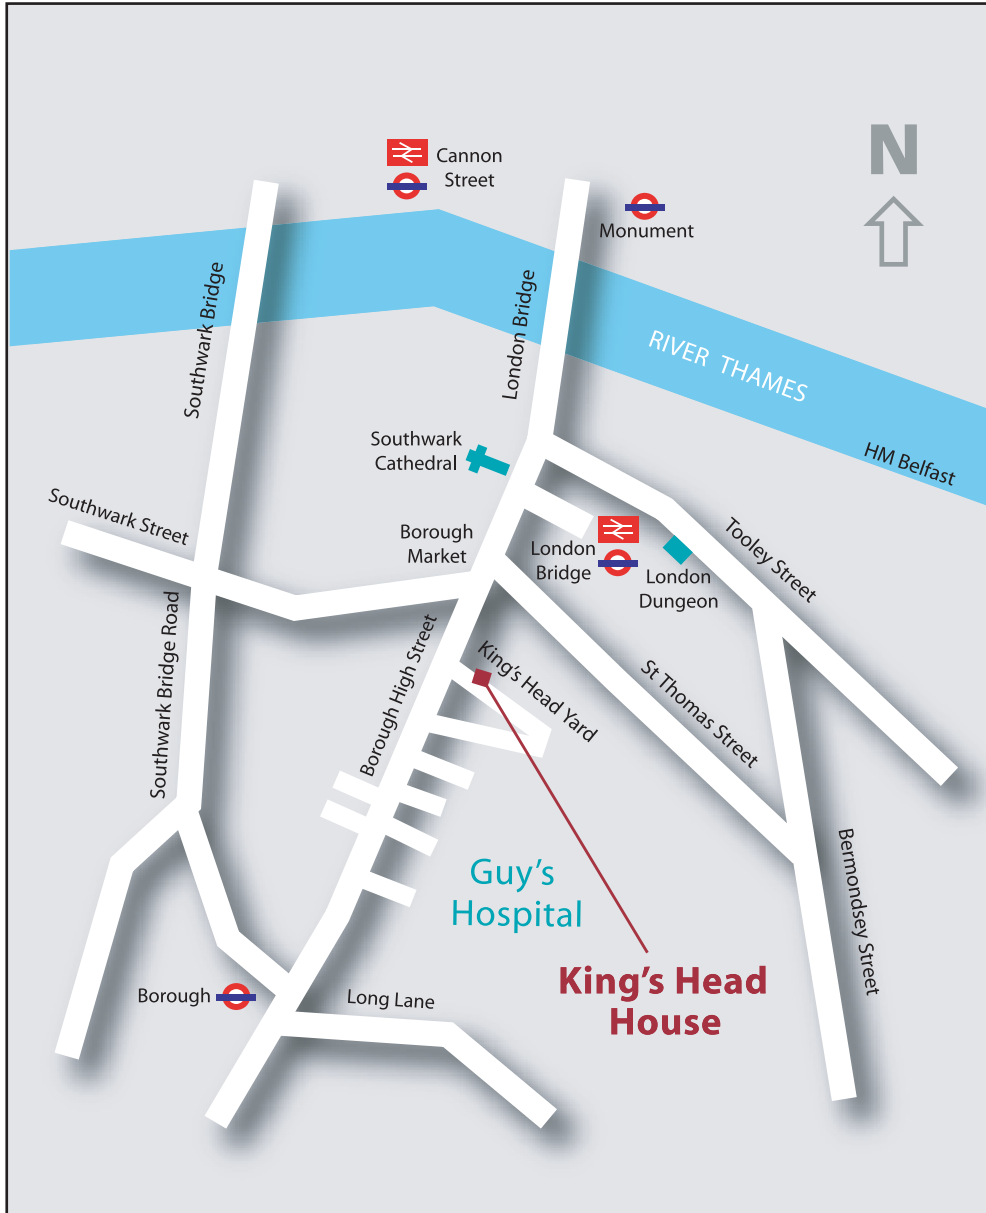 N
Cannon
Street
Monument
Southwark Bridge
London Bridge
RIVER THAMES
HM Belfast
Southwark
Cathedral
Southwark Street
Borough
Market
London
Bridge
London
Dungeon
Tooley Street
Southwark Bridge Road
Borough High Street
King's Head Yard
St Thomas Street
Bermondsey Street
Guy's
Hospital
King's Head
House
Borough
Long Lane